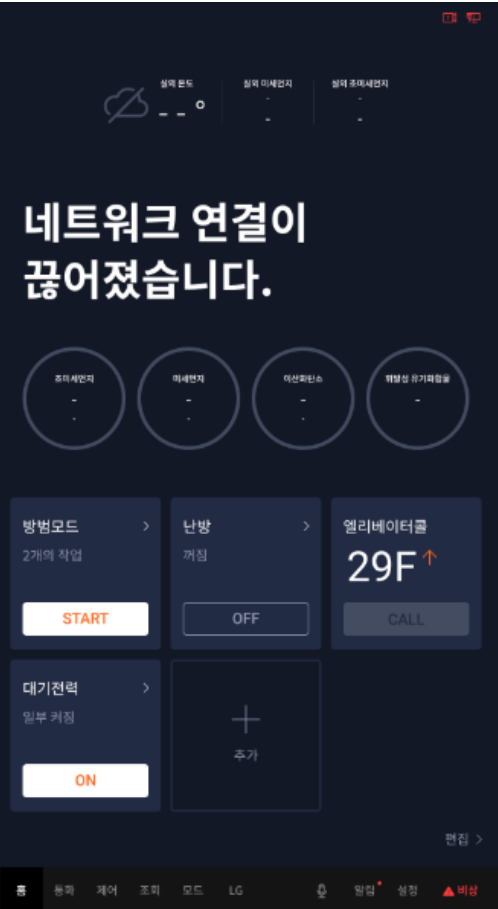 실외 온도
실외 미세먼지
실외 초미세먼지
- - °
-
-
-
-
네트워크 연결이
끊어졌습니다.
초미세먼지
-
-
미세먼지
-
-
이산화탄소
-
-
휘발성 유기화합물
-
-
방범모드 >
2개의 작업
START
난방 >
꺼짐
OFF
엘리베이터콜
29F↑
CALL
대기전력 >
일부 켜짐
ON
+
추가
편집 >
홈 통화 제어 조회 모드 LG 알림 설정 비상